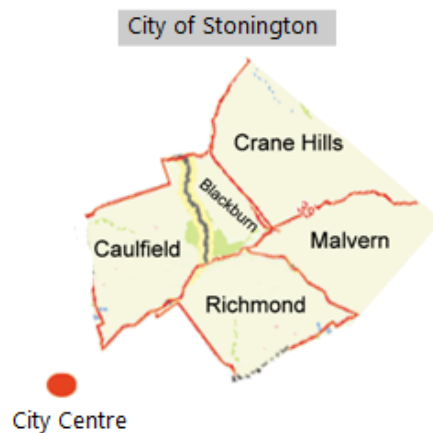 City of Stonington
Crane Hills
Blackburn
Caulfield
Malvern
Richmond
City Centre